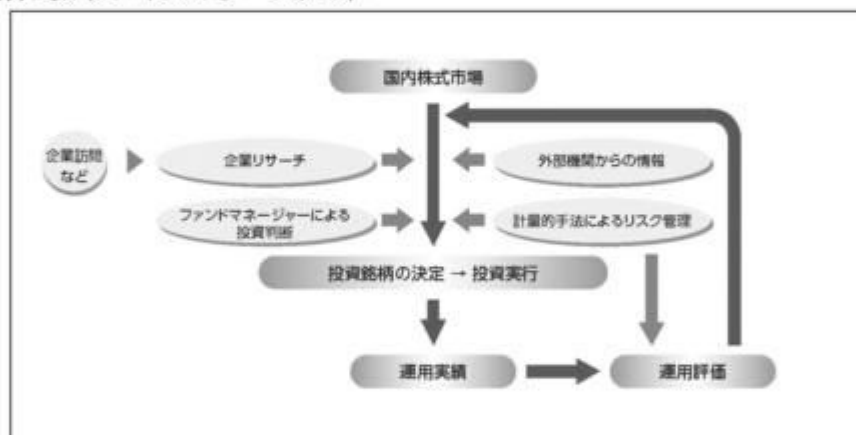 国内株式市場
企業訪問
など
企業リサーチ
外部機関からの情報
ファンドマネージャーによる
投資判断
計量的手法によるリスク管理
投資銘柄の決定 → 投資実行
運用実績
運用評価